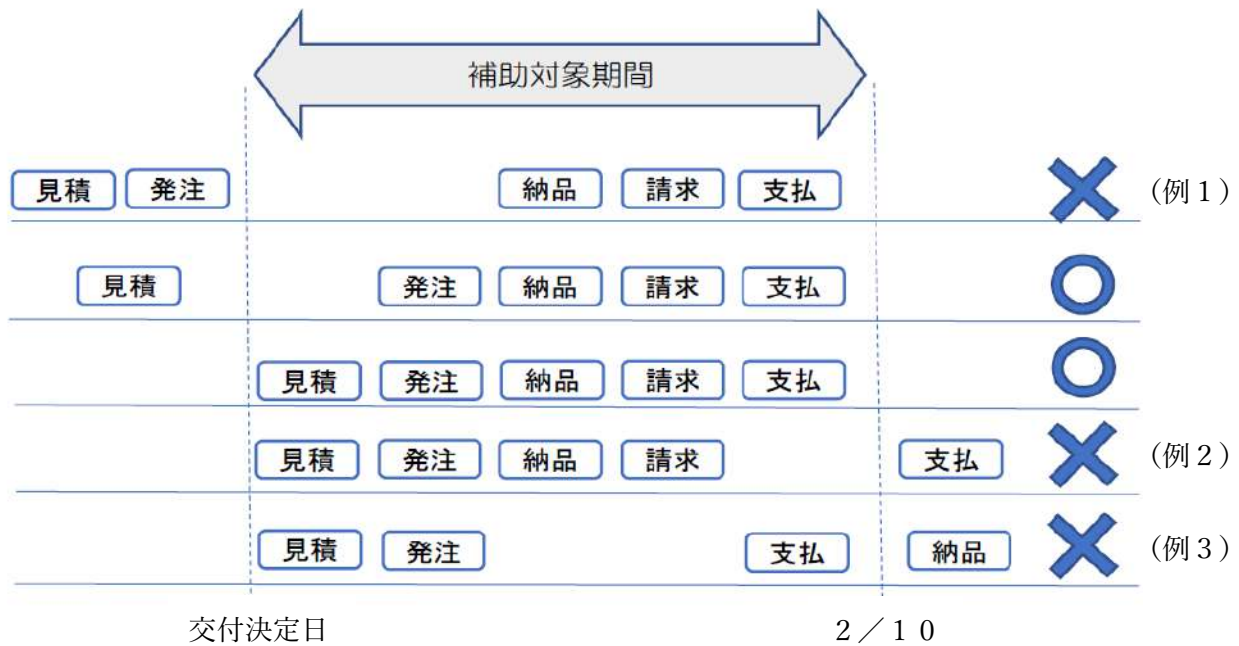 補助対象期間
見積 発注 納品 請求 支払 (例1)
見積 発注 納品 請求 支払
見積 発注 納品 請求 支払
見積 発注 納品 請求 支払 (例2)
見積 発注 支払 納品 (例3)
交付決定日 2/10